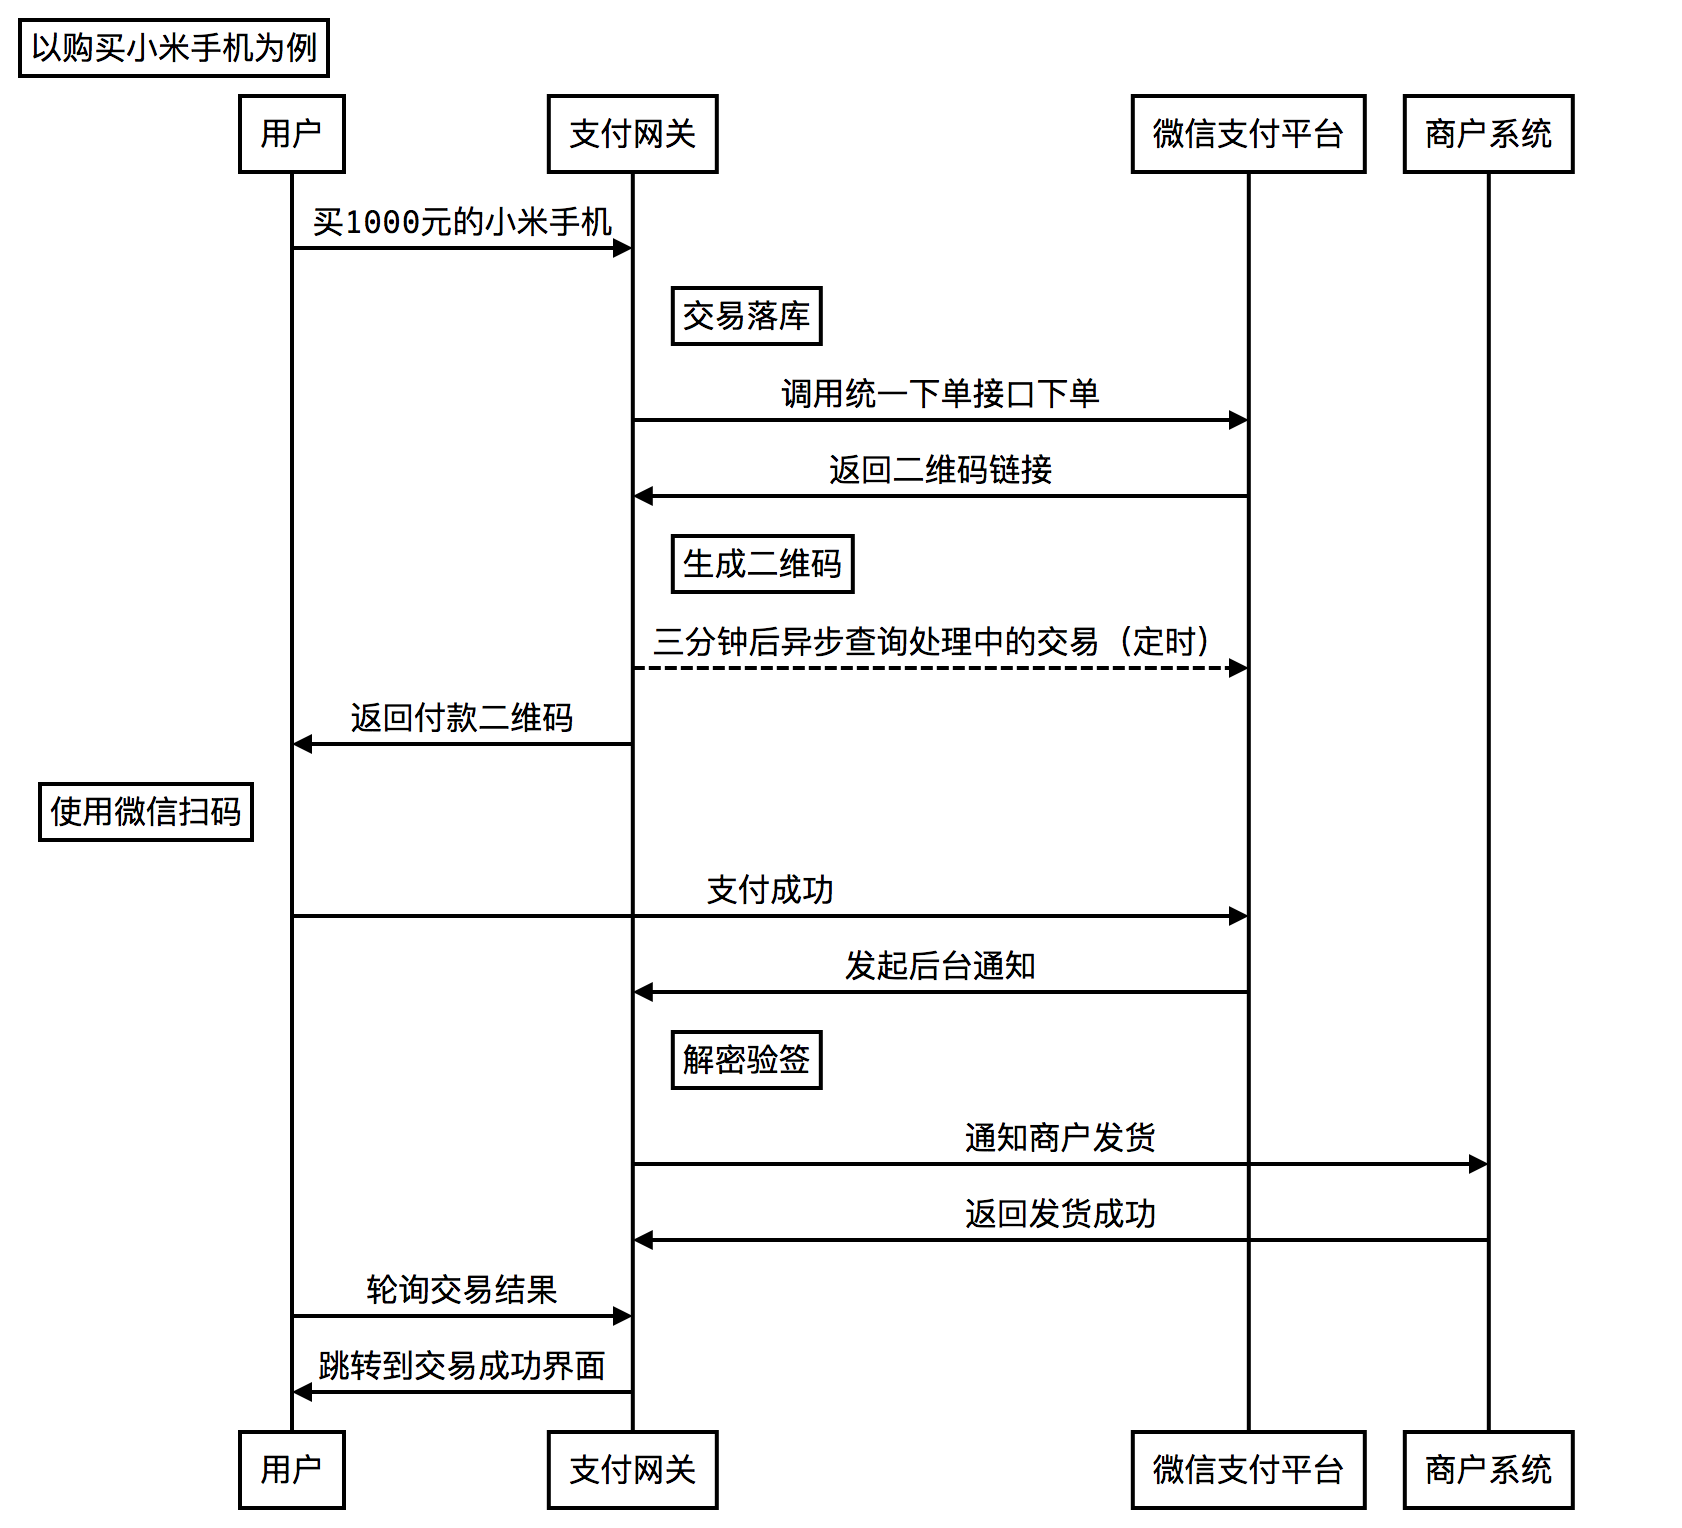 以购买小米手机为例
用户
支付网关
微信支付平台
商户系统
买1000元的小米手机
交易落库
调用统一下单接口下单
返回二维码链接
生成二维码
三分钟后异步查询处理中的交易（定时）
返回付款二维码
使用微信扫码
支付成功
发起后台通知
解密验签
通知商户发货
返回发货成功
轮询交易结果
跳转到交易成功界面
用户
支付网关
微信支付平台
商户系统